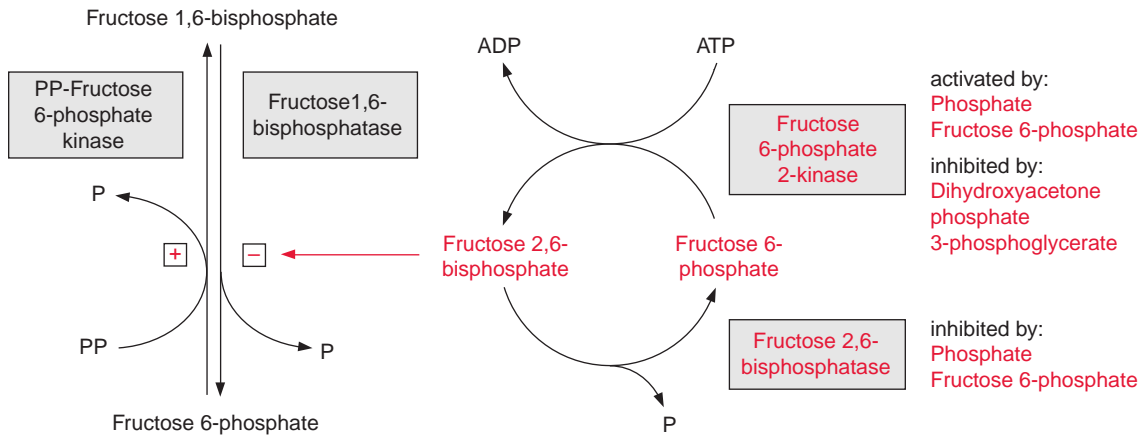 Fructose 1,6-bisphosphate
PP-Fructose
6-phosphate
kinase
Fructose1,6-
bisphosphatase
P
+
−
PP
P
Fructose 6-phosphate
ADP
ATP
Fructose 2,6-
bisphosphate
Fructose 6-
phosphate
P
Fructose
6-phosphate
2-kinase
activated by:
Phosphate
Fructose 6-phosphate
inhibited by:
Dihydroxyacetone
phosphate
3-phosphoglycerate
Fructose 2,6-
bisphosphatase
inhibited by:
Phosphate
Fructose 6-phosphate